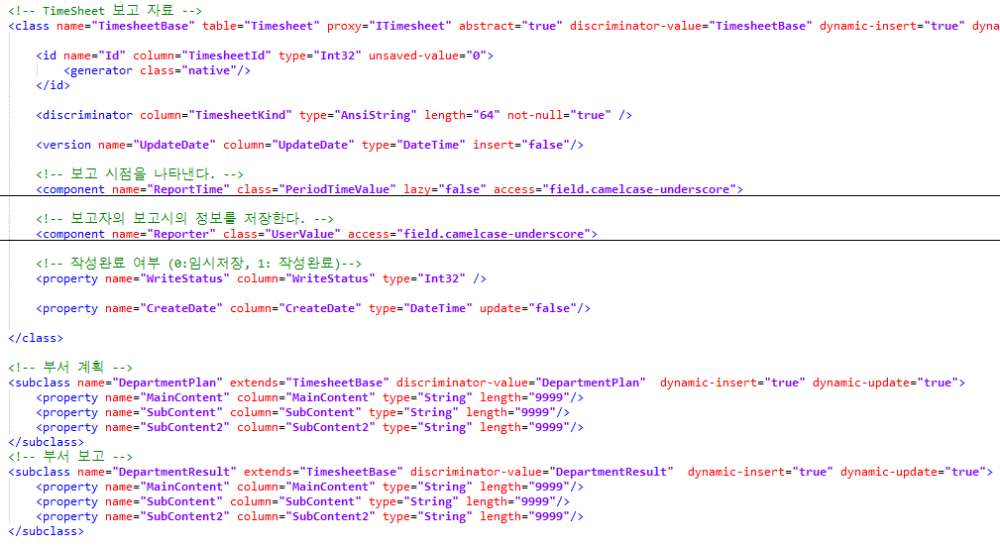 <!-- TimeSheet 보고 자료 -->
<class name="TimesheetBase" table="Timesheet" proxy="ITimesheet" abstract="true" discriminator-value="TimesheetBase" dynamic-insert="true" dyna
<id name="Id" column="TimesheetId" type="Int32" unsaved-value="0">
<generator class="native"/>
</id>
<discriminator column="TimesheetKind" type="AnsiString" length="64" not-null="true" />
<version name="UpdateDate" column="UpdateDate" type="DateTime" insert="false"/>
<!-- 보고 시점을 나타낸다. -->
<component name="ReportTime" class="PeriodTimeValue" lazy="false" access="field.camelcase-underscore">
<!-- 보고자의 보고시의 정보를 저장한다. -->
<component name="Reporter" class="UserValue" access="field.camelcase-underscore">
<!-- 작성완료 여부 (0:임시저장, 1: 작성완료)-->
<property name="WriteStatus" column="WriteStatus" type="Int32" />
<property name="CreateDate" column="CreateDate" type="DateTime" update="false"/>
</class>
<!-- 부서 계획 -->
<subclass name="DepartmentPlan" extends="TimesheetBase" discriminator-value="DepartmentPlan"  dynamic-insert="true" dynamic-update="true">
<property name="MainContent" column="MainContent" type="String" length="9999"/>
<property name="SubContent" column="SubContent" type="String" length="9999"/>
<property name="SubContent2" column="SubContent2" type="String" length="9999"/>
</subclass>
<!-- 부서 보고 -->
<subclass name="DepartmentResult" extends="TimesheetBase" discriminator-value="DepartmentResult"  dynamic-insert="true" dynamic-update="true">
<property name="MainContent" column="MainContent" type="String" length="9999"/>
<property name="SubContent" column="SubContent" type="String" length="9999"/>
<property name="SubContent2" column="SubContent2" type="String" length="9999"/>
</subclass>